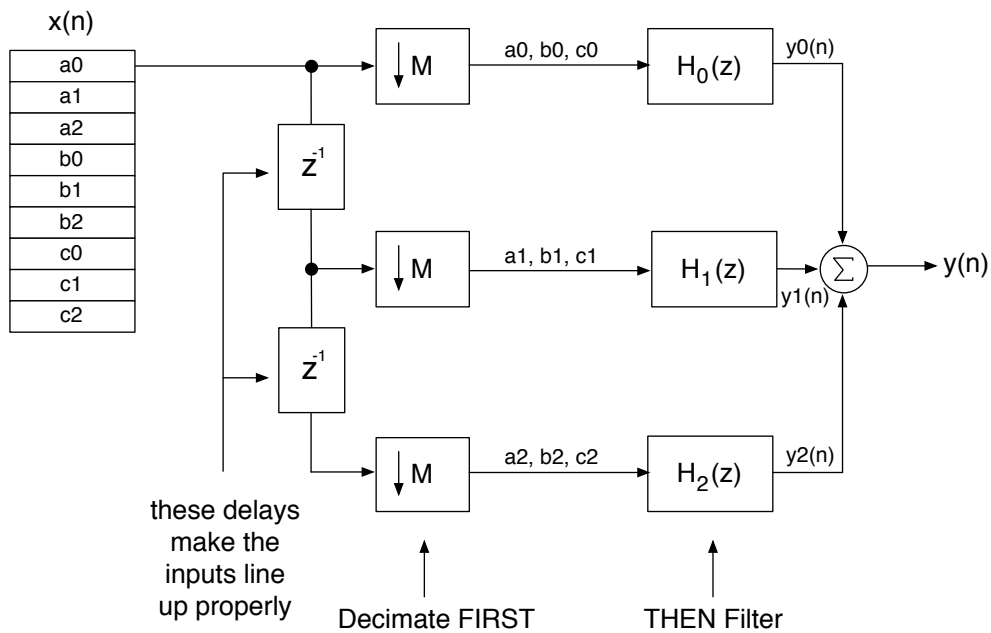 x(n)
a0
a1
a2
b0
b1
b2
c0
c1
c2
M
a0, b0, c0
H0(z)
y0(n)
z-1
M
a1, b1, c1
H1(z)
y1(n)
Σ
y(n)
z-1
M
a2, b2, c2
H2(z)
y2(n)
these delays
make the
inputs line
up properly
Decimate FIRST
THEN Filter